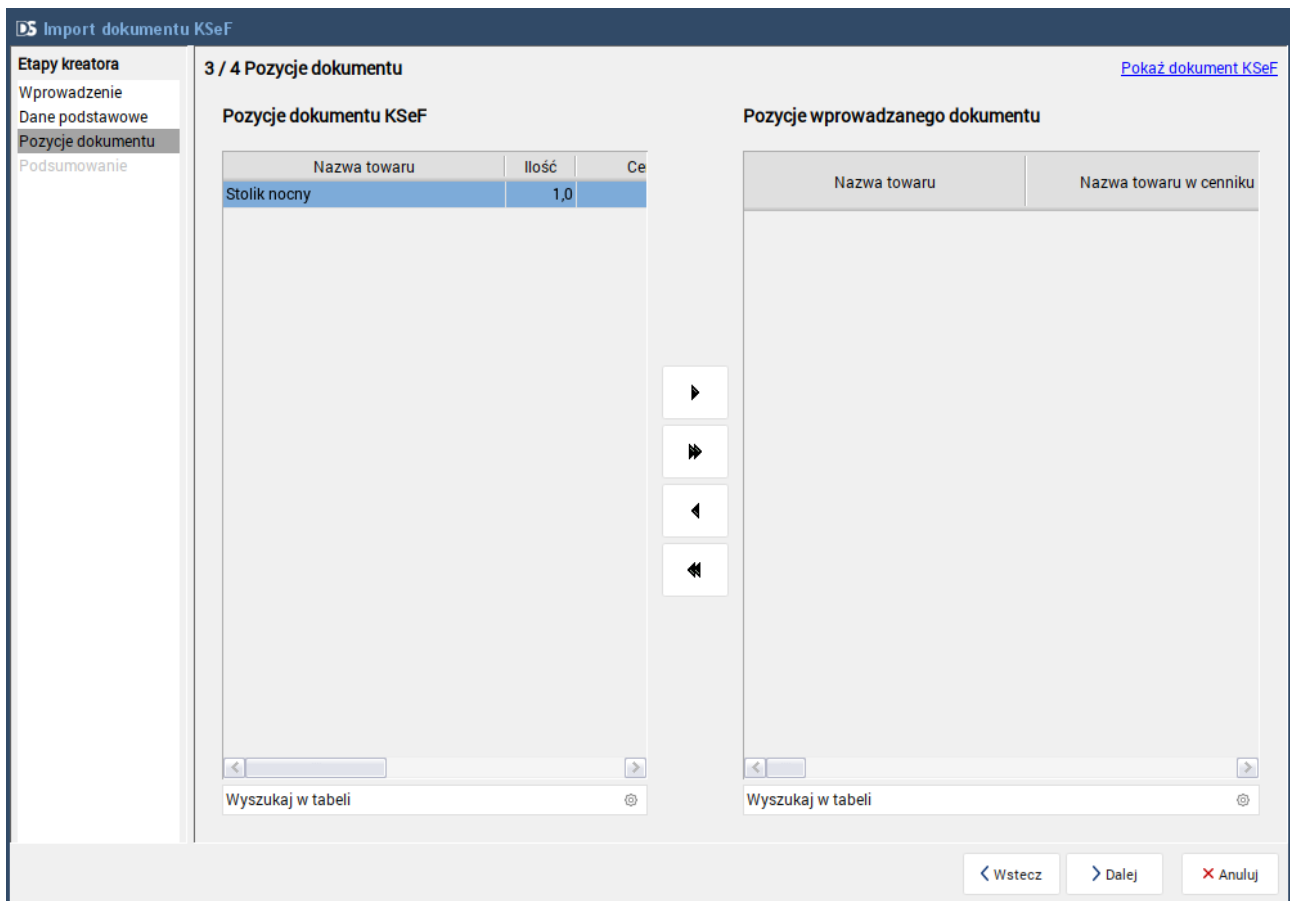 DS Import dokumentu KSeF
Etapy kreatora
Wprowadzenie
Dane podstawowe
Pozycje dokumentu
Podsumowanie
3 / 4 Pozycje dokumentu
Pokaż dokument KSeF
Pozycje dokumentu KSeF
Nazwa towaru Ilość Ce
Stolik nocny 1,0
Wyszukaj w tabeli
Pozycje wprowadzanego dokumentu
Nazwa towaru Nazwa towaru w cenniku
Wyszukaj w tabeli
Wstecz Dalej Anuluj